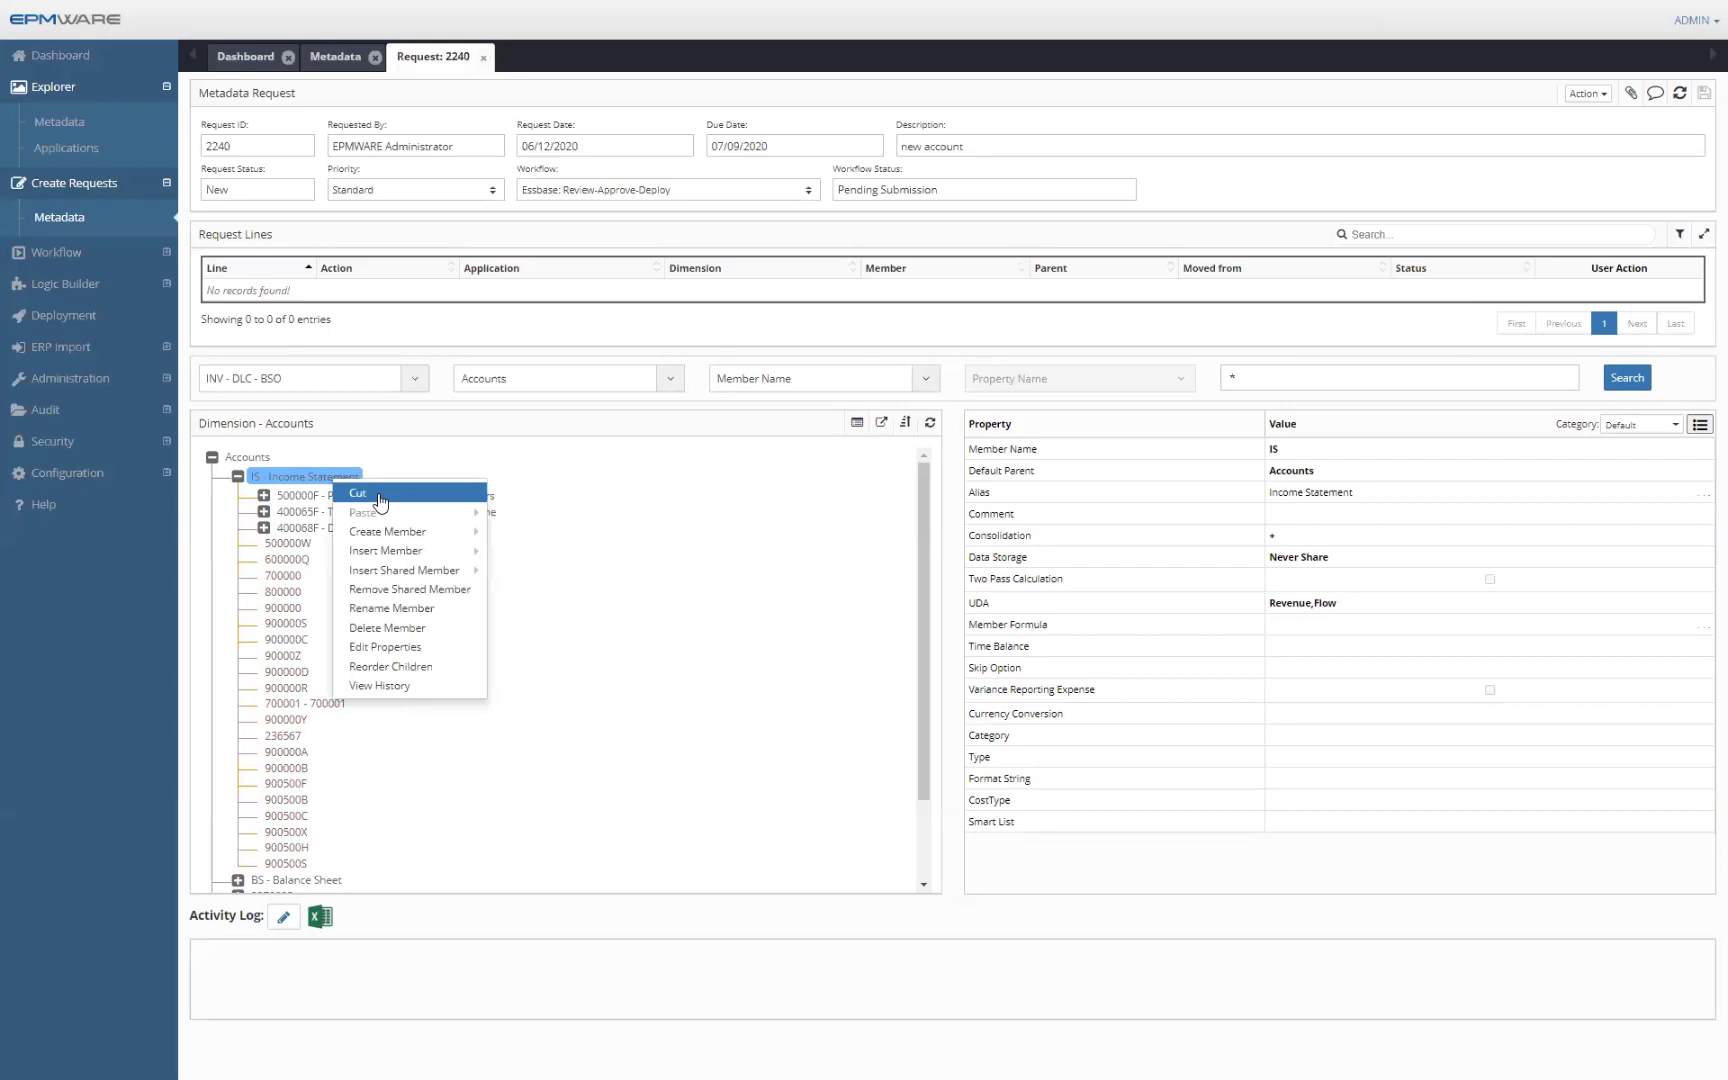 EPMWARE
ADMIN
Dashboard
Explorer
Metadata
Applications
Create Requests
Metadata
Workflow
Logic Builder
Deployment
ERP Import
Administration
Audit
Security
Configuration
Help
Dashboard
Metadata
Request: 2240
Metadata Request
Action
Request ID:
Requested By:
Request Date:
Due Date:
Description:
2240
EPMWARE Administrator
06/12/2020
07/09/2020
new account
Request Status:
Priority:
Workflow:
Workflow Status:
New
Standard
Essbase: Review-Approve-Deploy
Pending Submission
Request Lines
Search...
Line
Action
Application
Dimension
Member
Parent
Moved from
Status
User Action
No records found!
Showing 0 to 0 of 0 entries
First
Previous
1
Next
Last
INV - DLC - BSO
Accounts
Member Name
Property Name
*
Search
Dimension - Accounts
Accounts
IS - Income Statement
500000F - P
rs
400065F - T
ne
400068F - D
500000W
600000Q
700000
800000
900000
900000S
900000C
90000Z
900000D
900000R
700001 - 700001
900000Y
236567
900000A
900000B
900500F
900500B
900500C
900500X
900500H
900500S
BS - Balance Sheet
Cut
Paste
Create Member
Insert Member
Insert Shared Member
Remove Shared Member
Rename Member
Delete Member
Edit Properties
Reorder Children
View History
Property
Value
Category:
Default
Member Name
IS
Default Parent
Accounts
Alias
Income Statement
...
Comment
Consolidation
+
Data Storage
Never Share
Two Pass Calculation
UDA
Revenue,Flow
Member Formula
...
Time Balance
Skip Option
Variance Reporting Expense
Currency Conversion
Category
Type
Format String
CostType
Smart List
Activity Log: